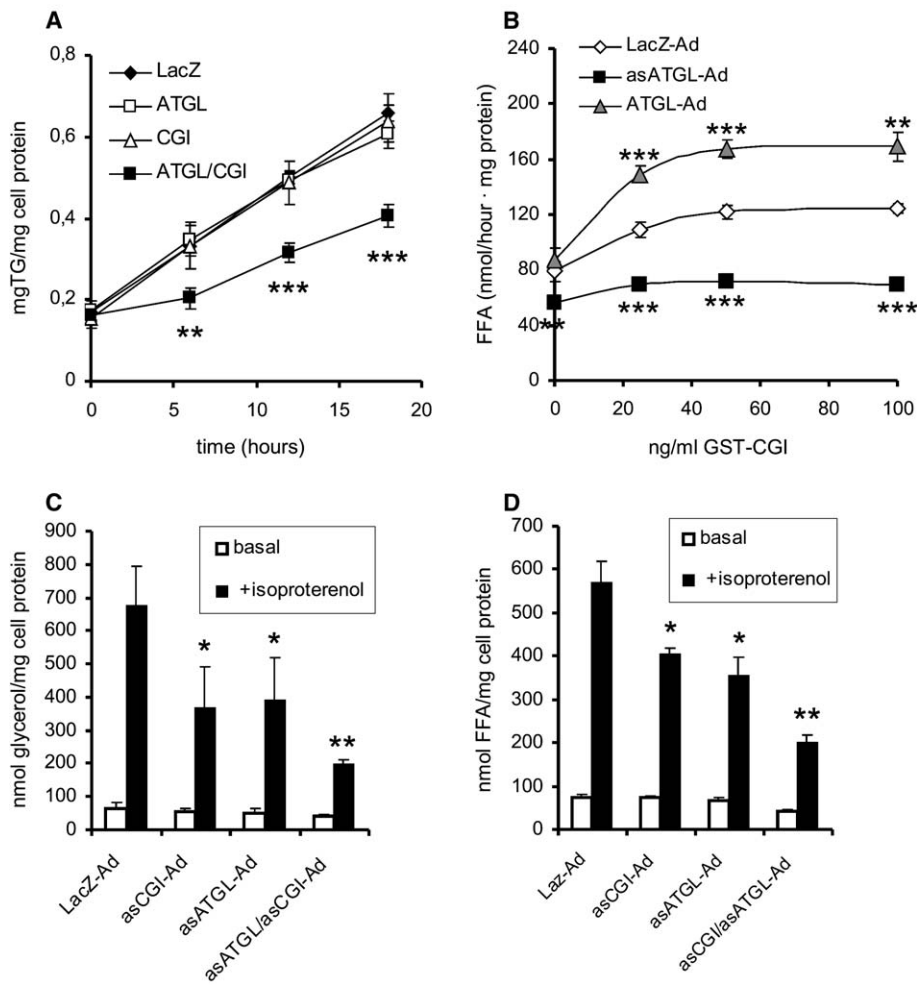 A
0,8
0,6
0,4
0,2
0
mgTG/mg cell protein
LacZ
ATGL
CGI
ATGL/CGI
**
***
***
0
5
10
15
20
time (hours)
B
240
200
160
120
80
40
0
FFA (nmol/hour · mg protein)
LacZ-Ad
asATGL-Ad
ATGL-Ad
***
***
**
**
***
***
***
0
20
40
60
80
100
ng/ml GST-CGI
C
900
800
700
600
500
400
300
200
100
0
nmol glycerol/mg cell protein
basal
+isoproterenol
*
*
**
LacZ-Ad
asCGI-Ad
asATGL-Ad
asATGL/asCGI-Ad
D
700
600
500
400
300
200
100
0
nmol FFA/mg cell protein
basal
+isoproterenol
*
*
**
Laz-Ad
asCGI-Ad
asATGL-Ad
asCGI/asATGL-Ad